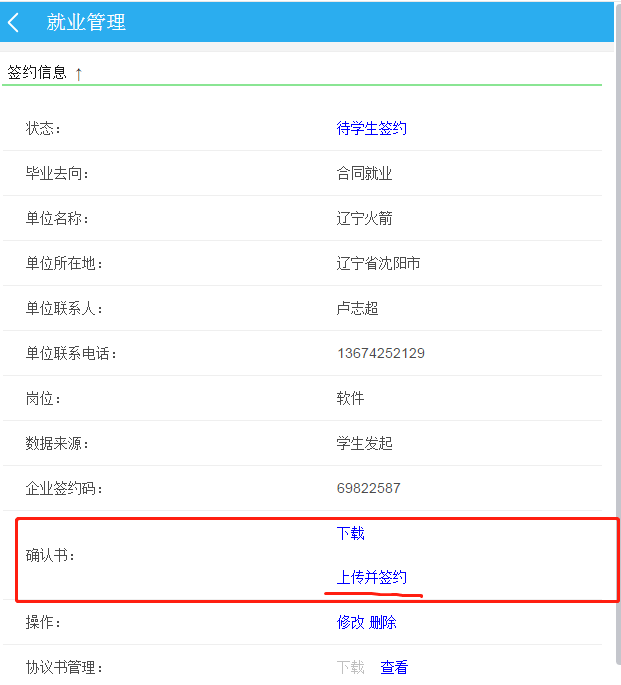 就业管理
签约信息 ↑
状态： 待学生签约
毕业去向： 合同就业
单位名称： 辽宁火箭
单位所在地： 辽宁省沈阳市
单位联系人： 卢志超
单位联系电话： 13674252129
岗位： 软件
数据来源： 学生发起
企业签约码： 69822587
确认书： 下载
上传并签约
操作： 修改 删除
协议书管理： 下载 查看